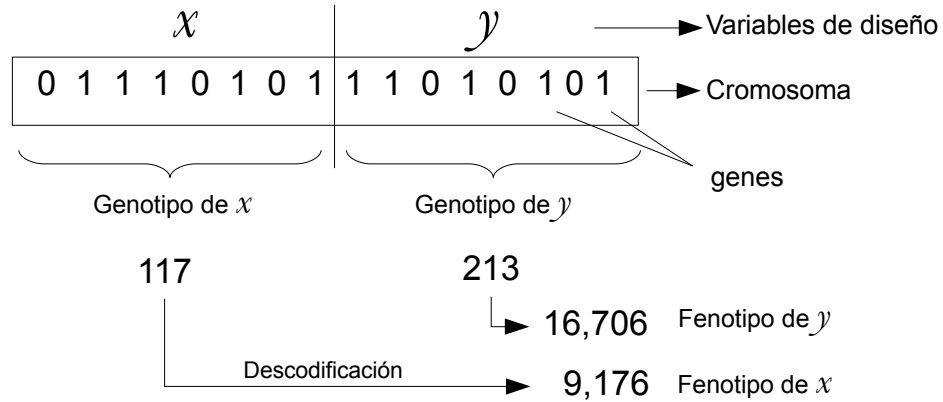 x y Variables de diseño
0 1 1 1 0 1 0 1 1 1 0 1 0 1 0 1 Cromosoma
genes
Genotipo de x Genotipo de y
117 213
16,706 Fenotipo de y
Descodificación
9,176 Fenotipo de x